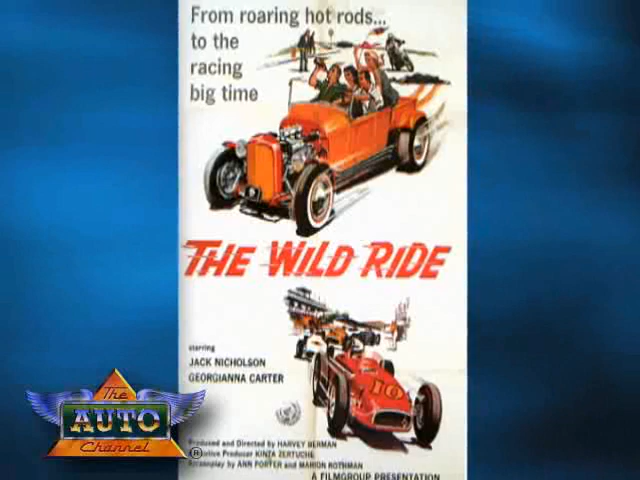 From roaring hot rods...
to the
racing
big time
THE WILD RIDE
starring
JACK NICHOLSON
GEORGIANNA CARTER
10
Produced and Directed by HARVEY BERMAN
Producer KINTA ZERTUCHE
Screenplay by ANN PORTER and MARION ROTHMAN
A FILMGROUP PRESENTATION
The
AUTO
Channel
®